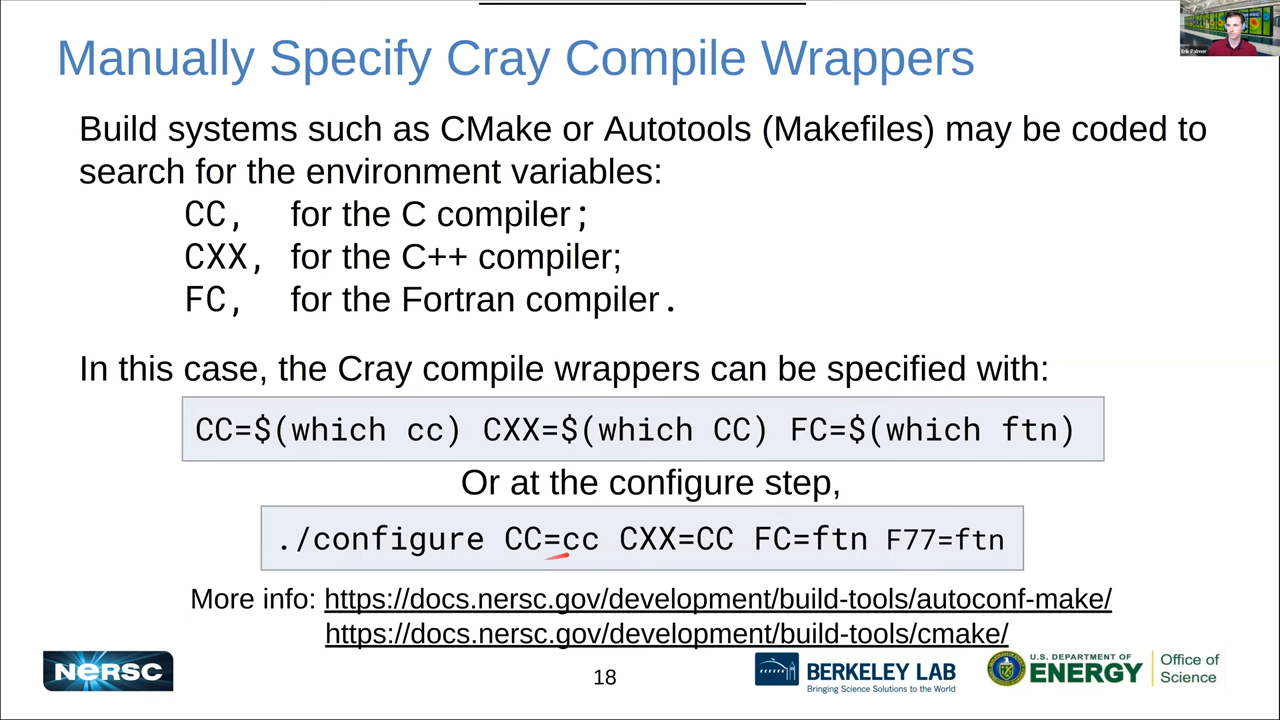 Manually Specify Cray Compile Wrappers
Erik Palmer
Build systems such as CMake or Autotools (Makefiles) may be coded to
search for the environment variables:
CC, for the C compiler;
CXX, for the C++ compiler;
FC, for the Fortran compiler.
In this case, the Cray compile wrappers can be specified with:
CC=$(which cc) CXX=$(which CC) FC=$(which ftn)
Or at the configure step,
./configure CC=cc CXX=CC FC=ftn F77=ftn
More info: https://docs.nersc.gov/development/build-tools/autoconf-make/
https://docs.nersc.gov/development/build-tools/cmake/
NERSC
18
BERKELEY LAB
Bringing Science Solutions to the World
U.S. DEPARTMENT OF
ENERGY
Office of
Science